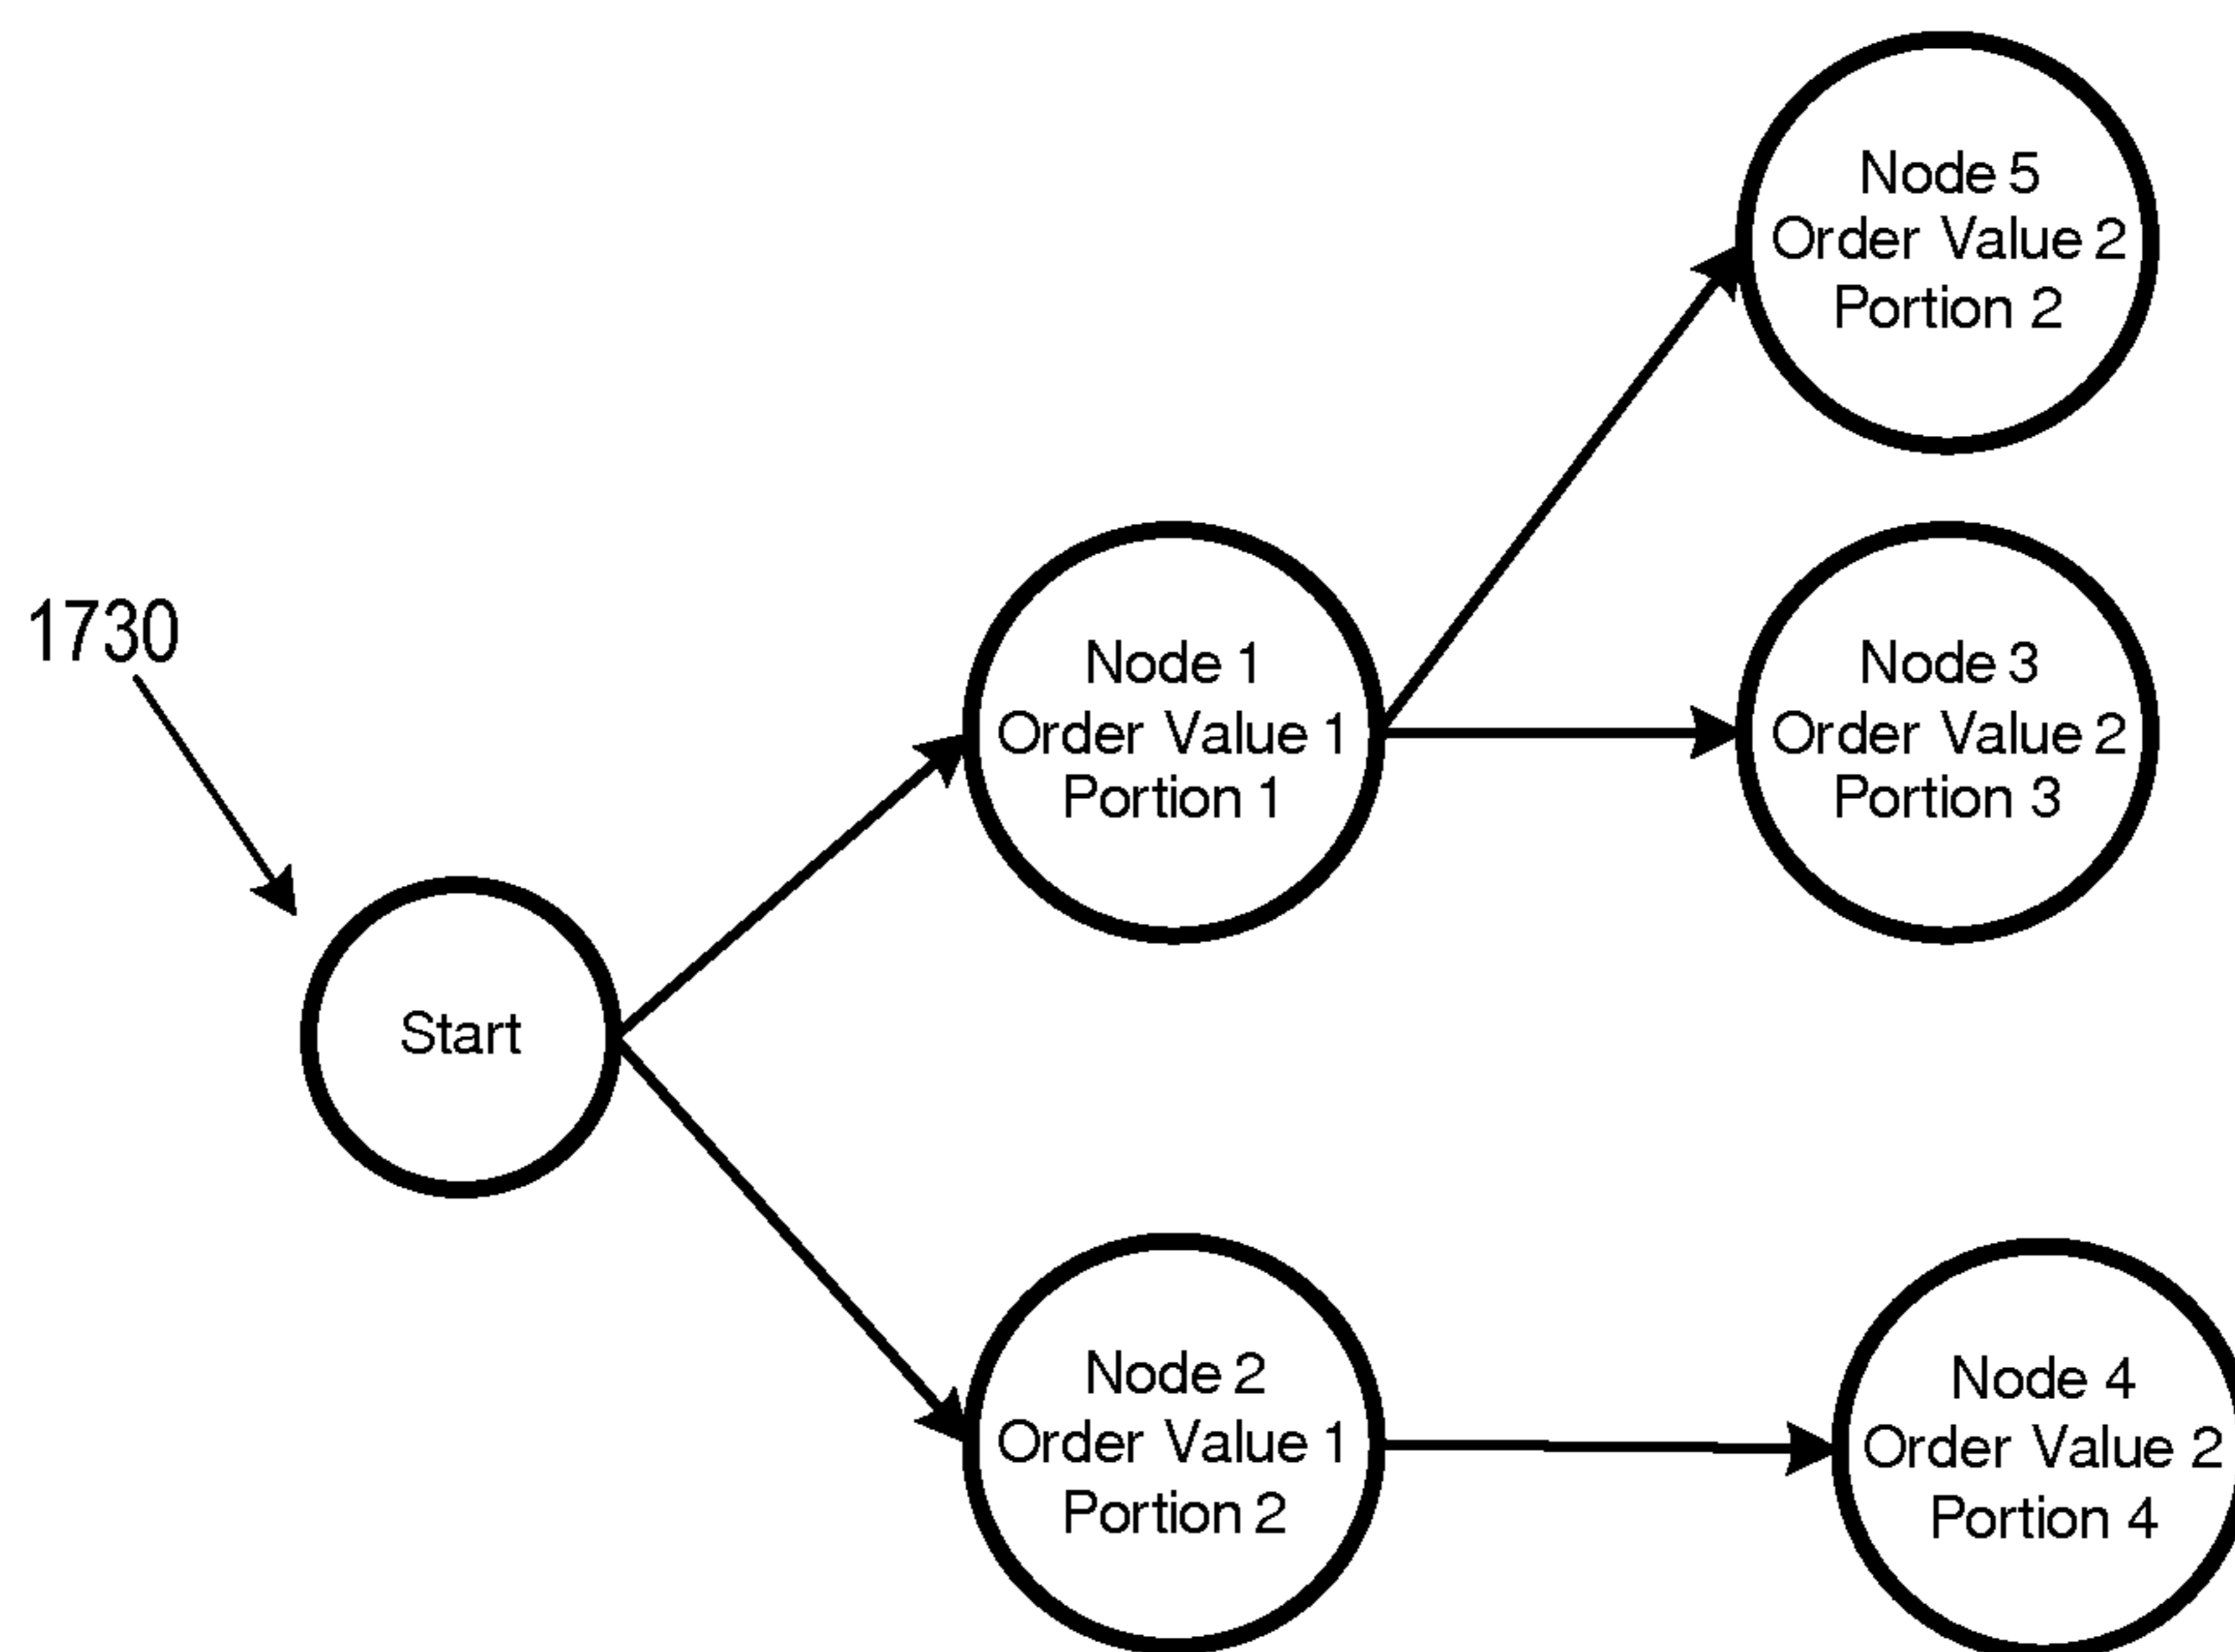 Node 5
Order Value 2
Portion 2
1730
Node 1
Order Value 1
Portion 1
Node 3
Order Value 2
Portion 3
Start
Node 2
Order Value 1
Portion 2
Node 4
Order Value 2
Portion 4